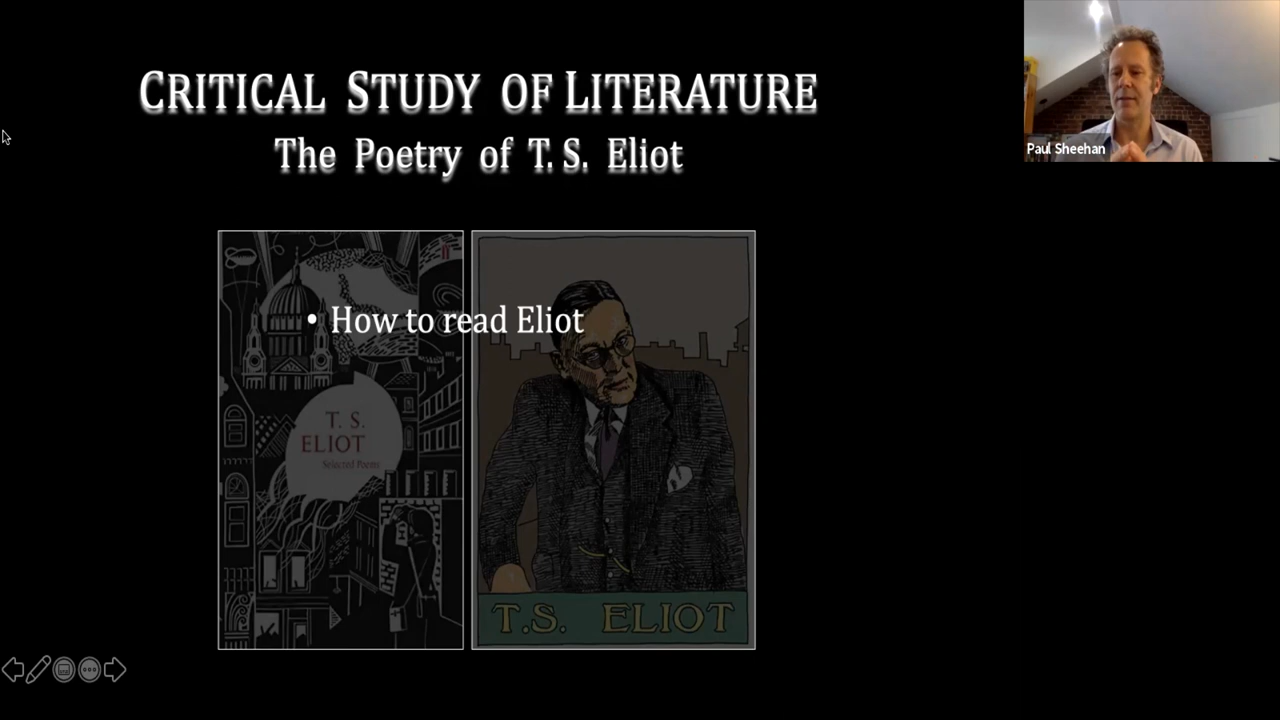 CRITICAL STUDY OF LITERATURE
The Poetry of T. S. Eliot
Paul Sheehan
• How to read Eliot
T. S.
ELIOT
Selected Poems
T.S. ELIOT